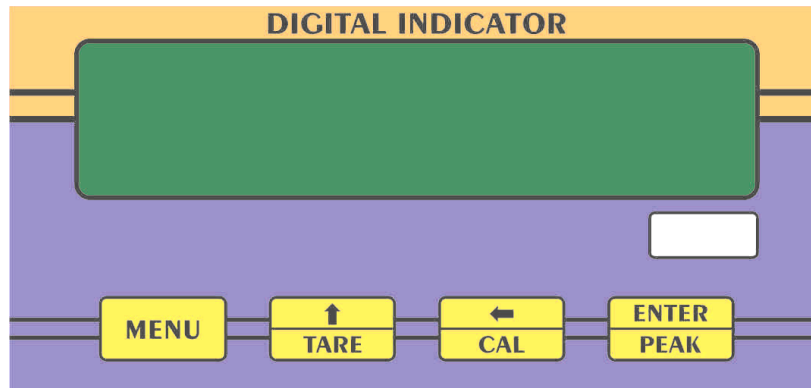 DIGITAL INDICATOR
MENU
⬆
TARE
⬅
CAL
ENTER
PEAK